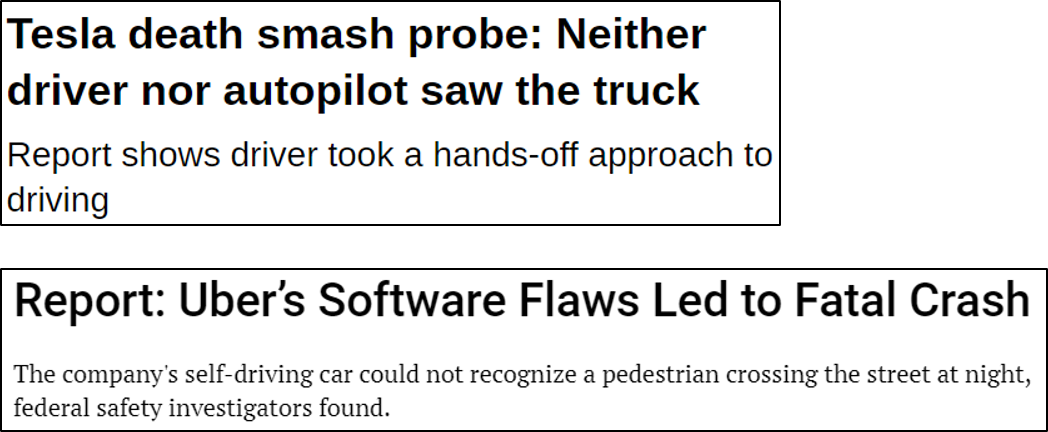 Tesla death smash probe: Neither
driver nor autopilot saw the truck
Report shows driver took a hands-off approach to
driving
Report: Uber’s Software Flaws Led to Fatal Crash
The company's self-driving car could not recognize a pedestrian crossing the street at night,
federal safety investigators found.